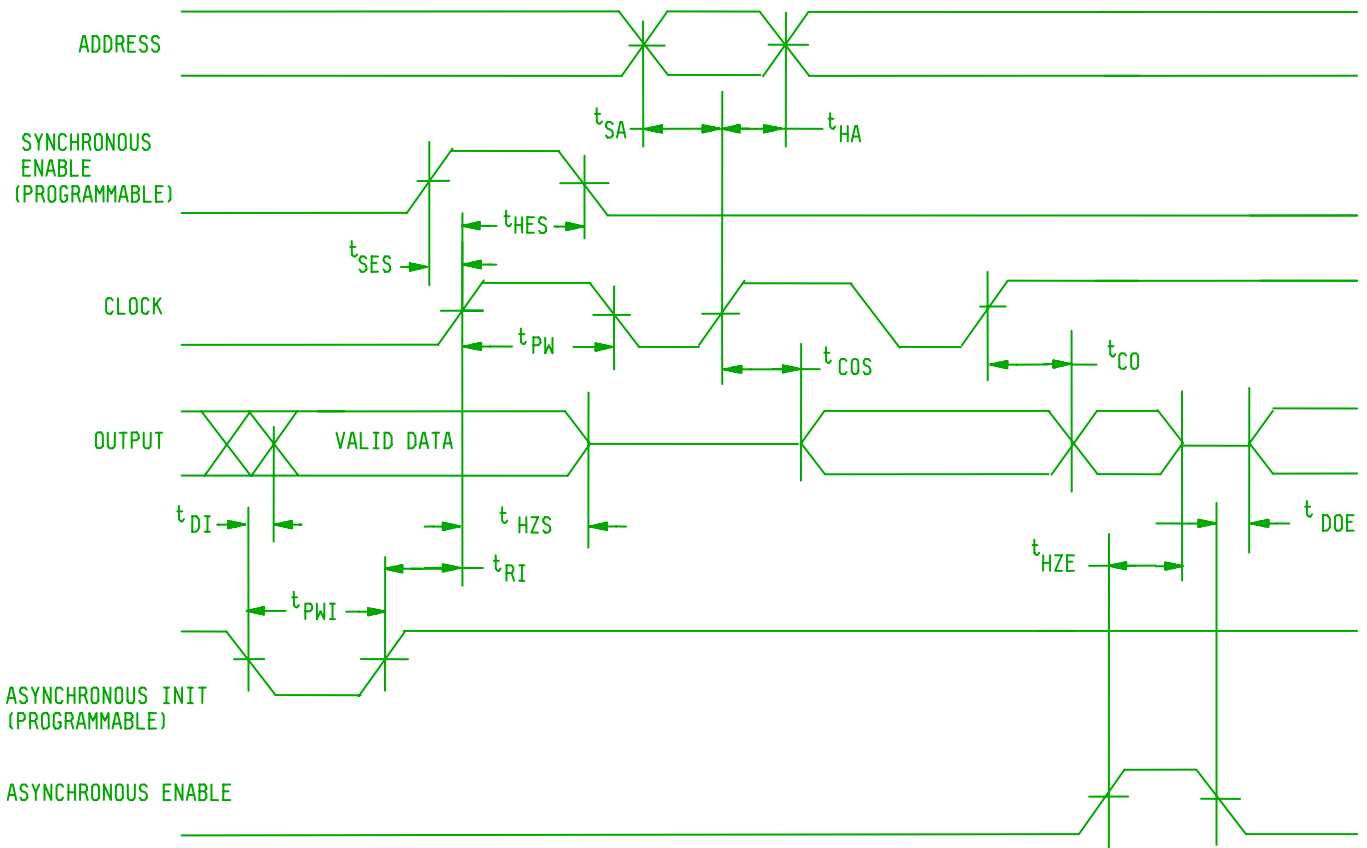 ADDRESS
tSA
tHA
SYNCHRONOUS
ENABLE
(PROGRAMMABLE)
tHES
tSES
CLOCK
tPW
tCOS
tCO
OUTPUT
VALID DATA
tDI
tHZS
tDOE
tHZE
tRI
tPWI
ASYNCHRONOUS INIT
(PROGRAMMABLE)
ASYNCHRONOUS ENABLE